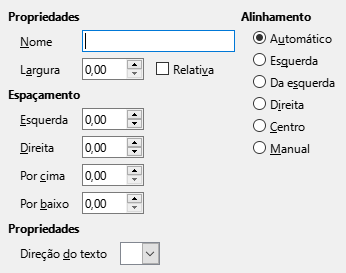 Propriedades
Nome
Largura 0,00 Relativa
Espaçamento
Esquerda 0,00
Direita 0,00
Por cima 0,00
Por baixo 0,00
Propriedades
Direção do texto
Alinhamento
Automático
Esquerda
Da esquerda
Direita
Centro
Manual